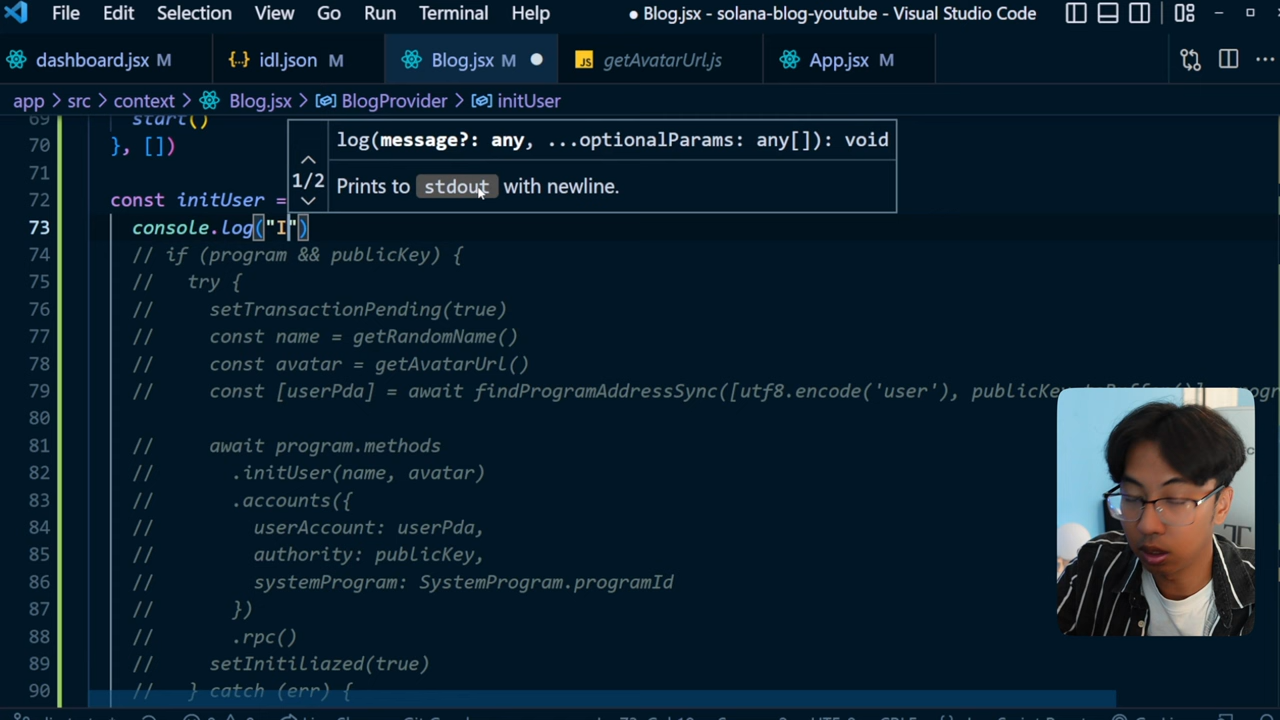 File Edit Selection View Go Run Terminal Help ● Blog.jsx - solana-blog-youtube - Visual Studio Code
dashboard.jsx M {..} idl.json M Blog.jsx M JS getAvatarUrl.js App.jsx M
app > src > context > Blog.jsx > BlogProvider > initUser
69 start()
log(message?: any, ...optionalParams: any[]): void
70 }, [])
1/2 Prints to stdout with newline.
71
72 const initUser =
73 console.log("I")
74 // if (program && publicKey) {
75 // try {
76 // setTransactionPending(true)
77 // const name = getRandomName()
78 // const avatar = getAvatarUrl()
79 // const [userPda] = await findProgramAddressSync([utf8.encode('user'), publicKey
80
81 // await program.methods
82 // .initUser(name, avatar)
83 // .accounts({
84 // userAccount: userPda,
85 // authority: publicKey,
86 // systemProgram: SystemProgram.programId
87 // })
88 // .rpc()
89 // setInitiliazed(true)
90 // } catch (err) {